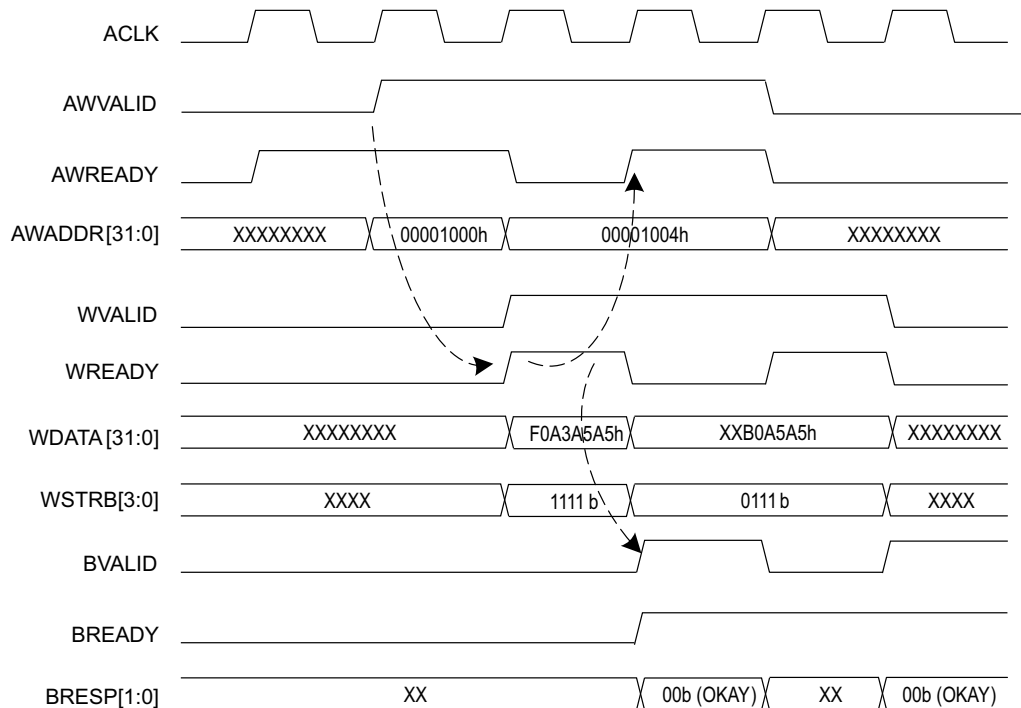 ACLK
AWVALID
AWREADY
AWADDR[31:0] XXXXXXXX 00001000h 00001004h XXXXXXXX
WVALID
WREADY
WDATA [31:0] XXXXXXXX F0A3A5A5h XXB0A5A5h XXXXXXXX
WSTRB[3:0] XXXX 1111 b 0111 b XXXX
BVALID
BREADY
BRESP[1:0] XX 00b (OKAY) XX 00b (OKAY)